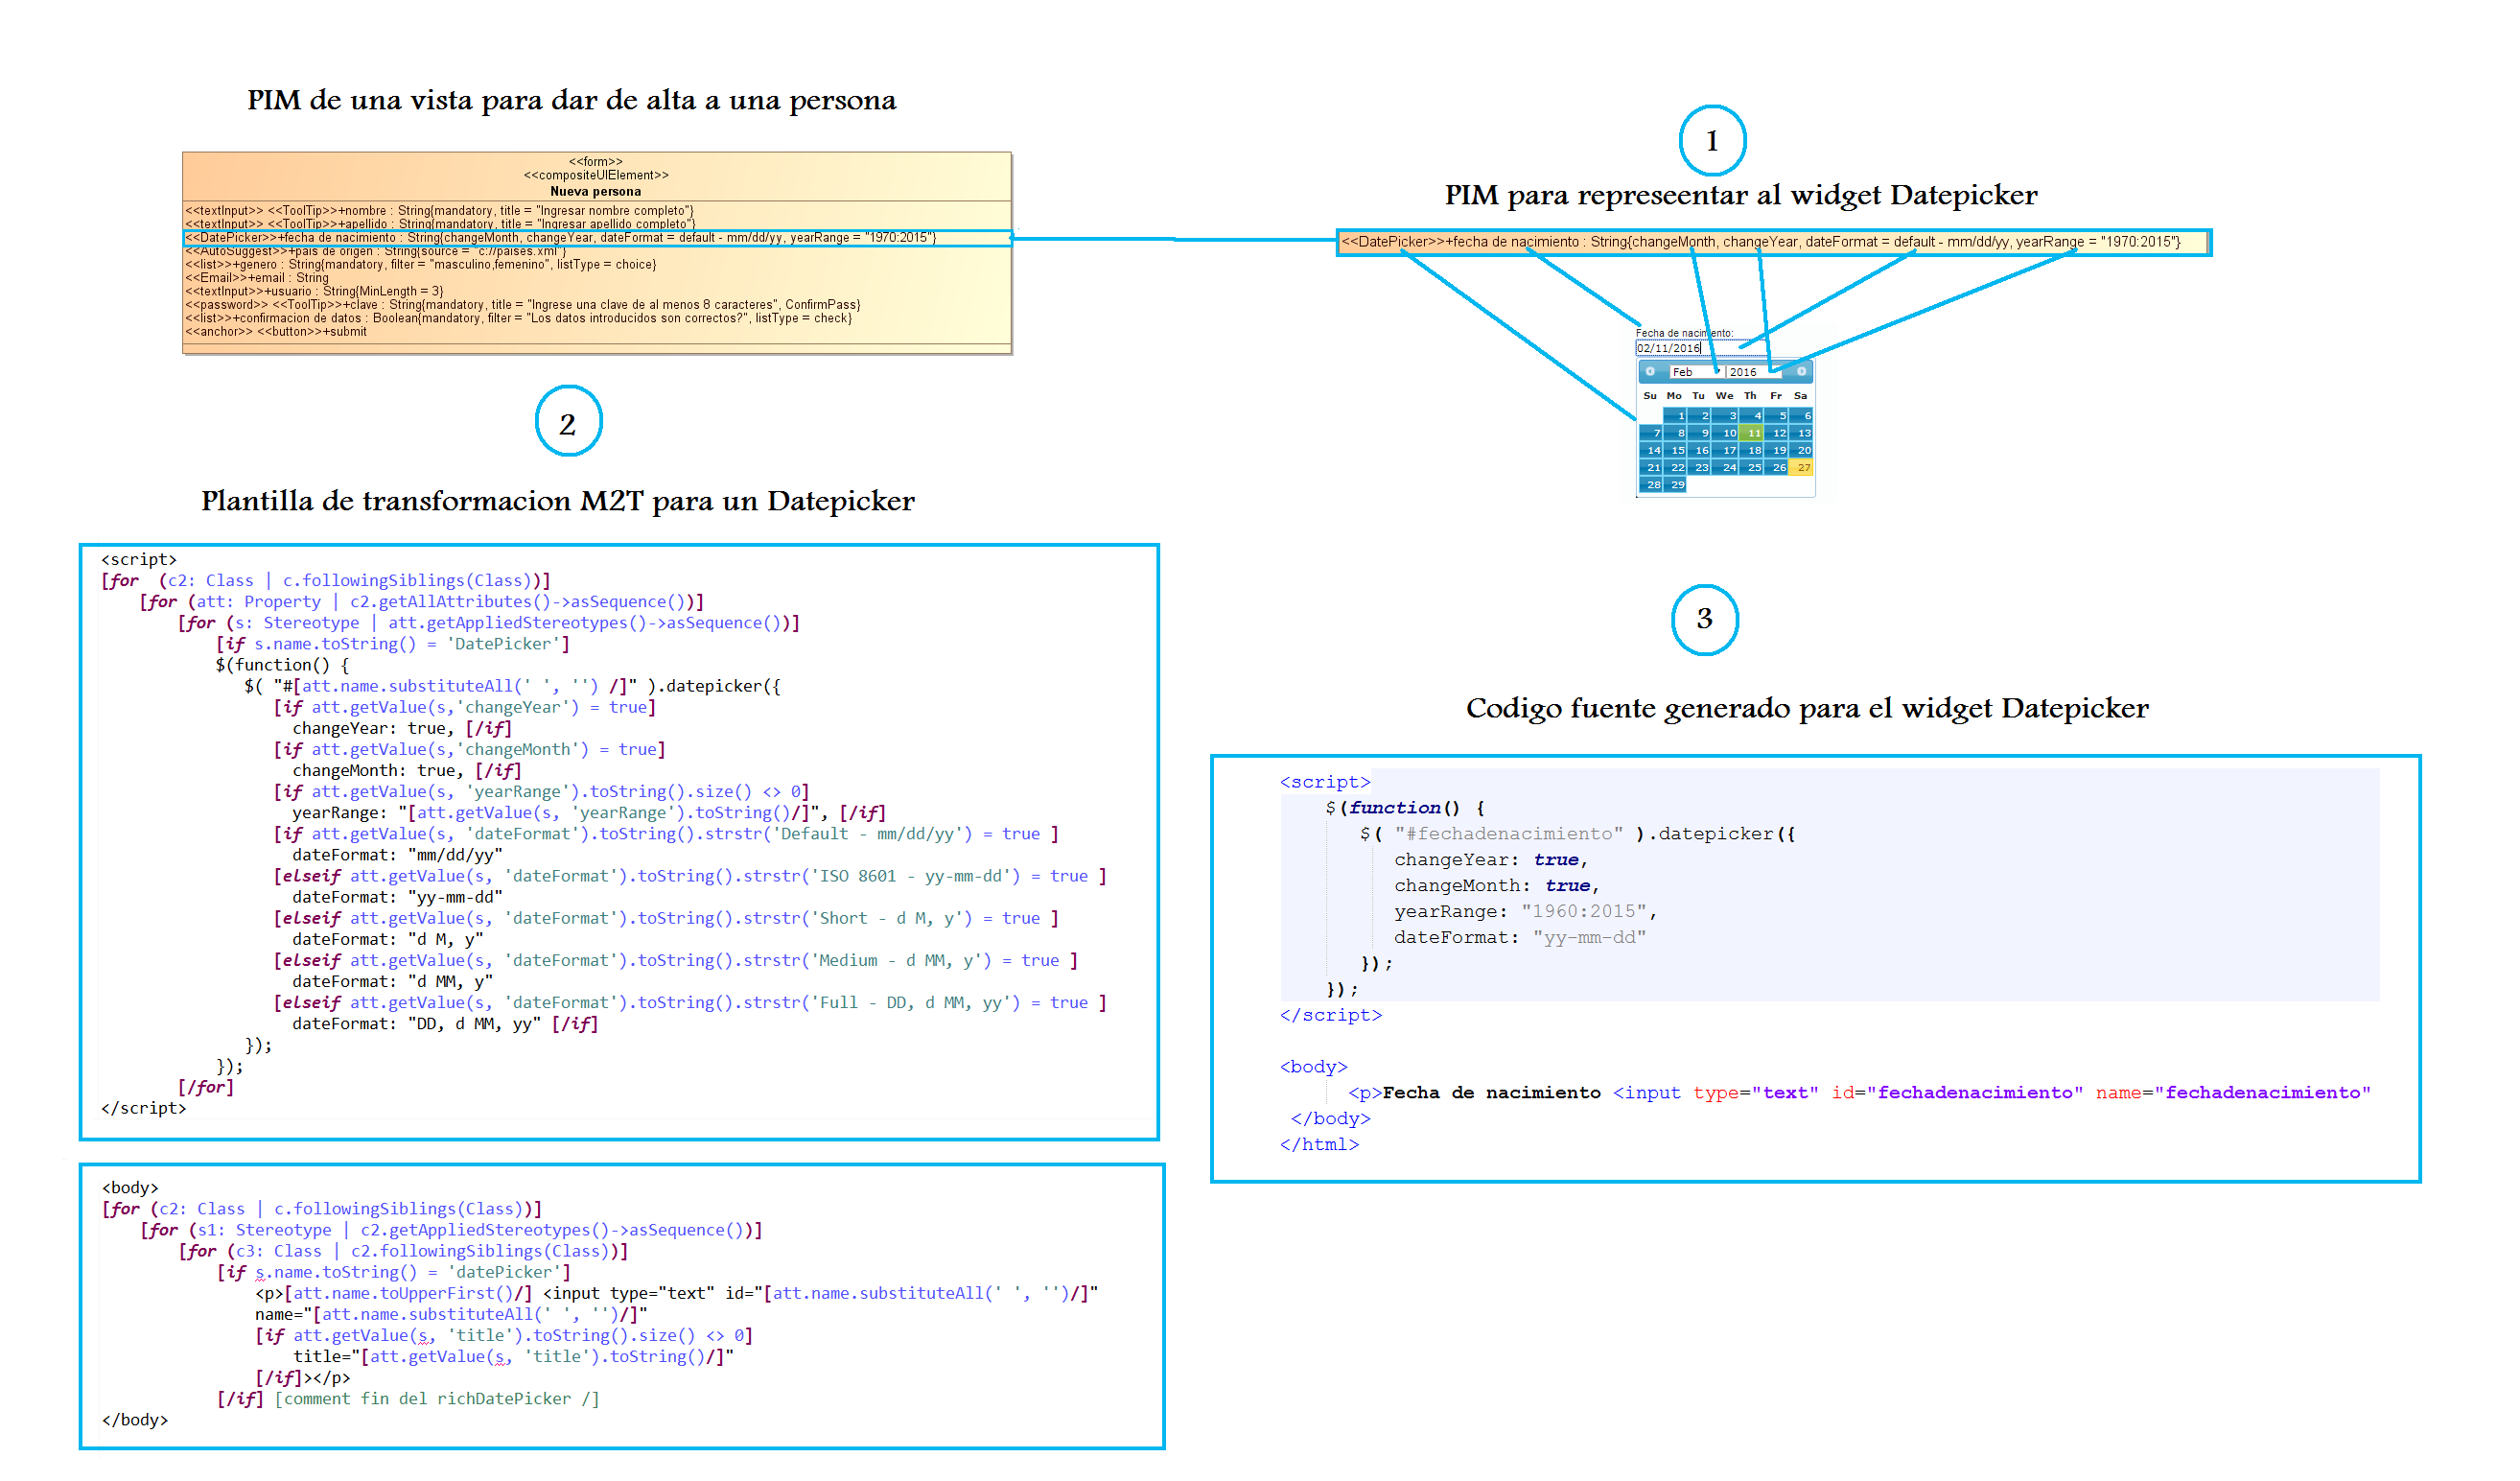 PIM de una vista para dar de alta a una persona
<<form>>
<<compositeUIElement>>
Nueva persona
<<textInput>> <<ToolTip>>+nombre : String{mandatory, title = "Ingresar nombre completo"}
<<textInput>> <<ToolTip>>+apellido : String{mandatory, title = "Ingresar apellido completo"}
<<DatePicker>>+fecha de nacimiento : String{changeMonth, changeYear, dateFormat = default - mm/dd/yy, yearRange = "1970:2015"}
<<AutoSuggest>>+pais de origen : String{source = "c://paises.xml"}
<<list>>+genero : String{mandatory, filter = "masculino,femenino", listType = choice}
<<Email>>+email : String
<<textInput>>+usuario : String{MinLength = 3}
<<password>> <<ToolTip>>+clave : String{mandatory, title = "Ingrese una clave de al menos 8 caracteres", ConfirmPass}
<<list>>+confirmacion de datos : Boolean{mandatory, filter = "Los datos introducidos son correctos?", listType = check}
<<anchor>> <<button>>+submit
1
PIM para represeentar al widget Datepicker
<<DatePicker>>+fecha de nacimiento : String{changeMonth, changeYear, dateFormat = default - mm/dd/yy, yearRange = "1970:2015"}
Fecha de nacimiento:
02/11/2016
Feb 2016
Su Mo Tu We Th Fr Sa
1 2 3 4 5 6
7 8 9 10 11 12 13
14 15 16 17 18 19 20
21 22 23 24 25 26 27
28 29
2
Plantilla de transformacion M2T para un Datepicker
<script>
[for (c2: Class | c.followingSiblings(Class))]
[for (att: Property | c2.getAllAttributes()->asSequence())]
[for (s: Stereotype | att.getAppliedStereotypes()->asSequence())]
[if s.name.toString() = 'DatePicker']
$(function() {
$( "#[att.name.substituteAll(' ', '') /]" ).datepicker({
[if att.getValue(s,'changeYear') = true]
changeYear: true, [/if]
[if att.getValue(s,'changeMonth') = true]
changeMonth: true, [/if]
[if att.getValue(s, 'yearRange').toString().size() <> 0]
yearRange: "[att.getValue(s, 'yearRange').toString()/]", [/if]
[if att.getValue(s, 'dateFormat').toString().strstr('Default - mm/dd/yy') = true ]
dateFormat: "mm/dd/yy"
[elseif att.getValue(s, 'dateFormat').toString().strstr('ISO 8601 - yy-mm-dd') = true ]
dateFormat: "yy-mm-dd"
[elseif att.getValue(s, 'dateFormat').toString().strstr('Short - d M, y') = true ]
dateFormat: "d M, y"
[elseif att.getValue(s, 'dateFormat').toString().strstr('Medium - d MM, y') = true ]
dateFormat: "d MM, y"
[elseif att.getValue(s, 'dateFormat').toString().strstr('Full - DD, d MM, yy') = true ]
dateFormat: "DD, d MM, yy" [/if]
});
});
[/for]
</script>
<body>
[for (c2: Class | c.followingSiblings(Class))]
[for (s1: Stereotype | c2.getAppliedStereotypes()->asSequence())]
[for (c3: Class | c2.followingSiblings(Class))]
[if s.name.toString() = 'datePicker']
<p>[att.name.toUpperFirst()/] <input type="text" id="[att.name.substituteAll(' ', '')/]"
name="[att.name.substituteAll(' ', '')/]"
[if att.getValue(s, 'title').toString().size() <> 0]
title="[att.getValue(s, 'title').toString()/]"
[/if]></p>
[/if] [comment fin del richDatePicker /]
</body>
3
Codigo fuente generado para el widget Datepicker
<script>
$(function() {
$( "#fechadenacimiento" ).datepicker({
changeYear: true,
changeMonth: true,
yearRange: "1960:2015",
dateFormat: "yy-mm-dd"
});
});
</script>
<body>
<p>Fecha de nacimiento <input type="text" id="fechadenacimiento" name="fechadenacimiento"
</body>
</html>